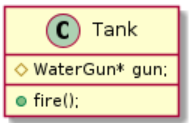 C Tank
WaterGun* gun;
fire();